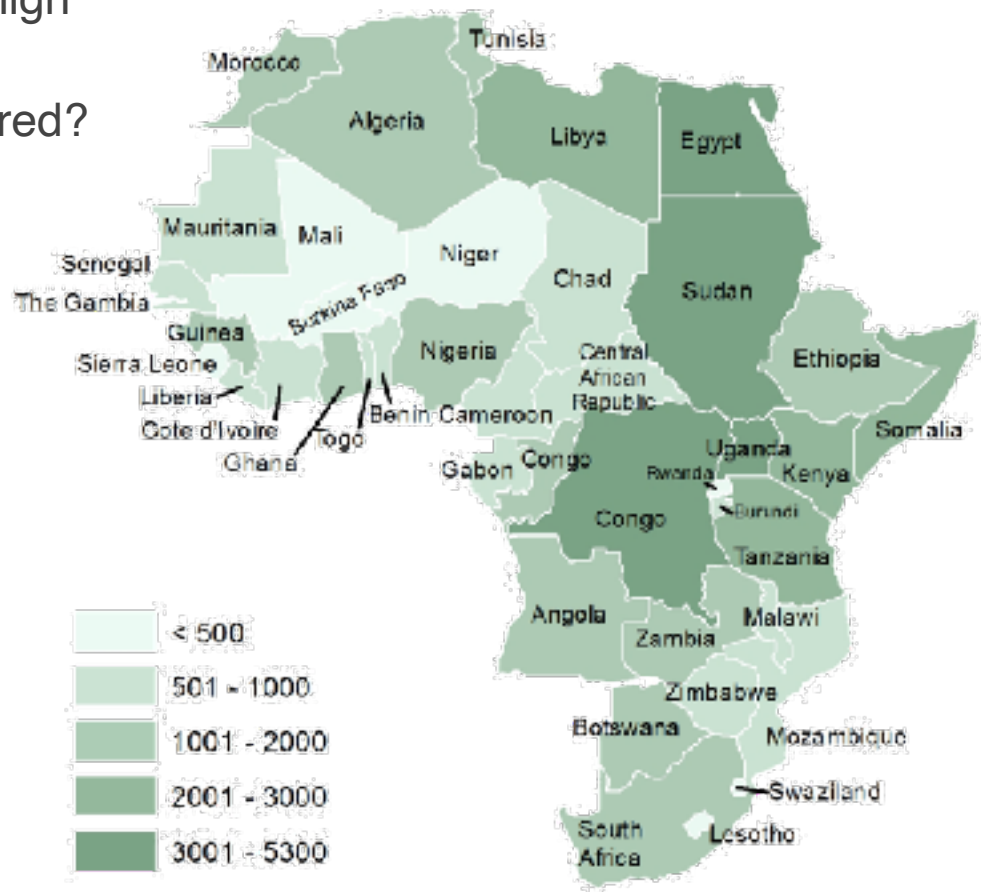 nigh
red?
Tunisia
Morocco
Algeria
Libya
Egypt
Mauritania
Mali
Niger
Chad
Sudan
Senegal
The Gambia
Burkina Faso
Guinea
Nigeria
Ethiopia
Sierra Leone
Central
African
Republic
Liberia
Benin
Cameroon
Cote d'Ivoire
Togo
Ghana
Somalia
Uganda
Gabon
Congo
Kenya
Rwanda
Burundi
Congo
Tanzania
Angola
Malawi
Zambia
Zimbabwe
Botswana
Mozambique
Swaziland
South
Africa
Lesotho
< 500
501 - 1000
1001 - 2000
2001 - 3000
3001 - 5300